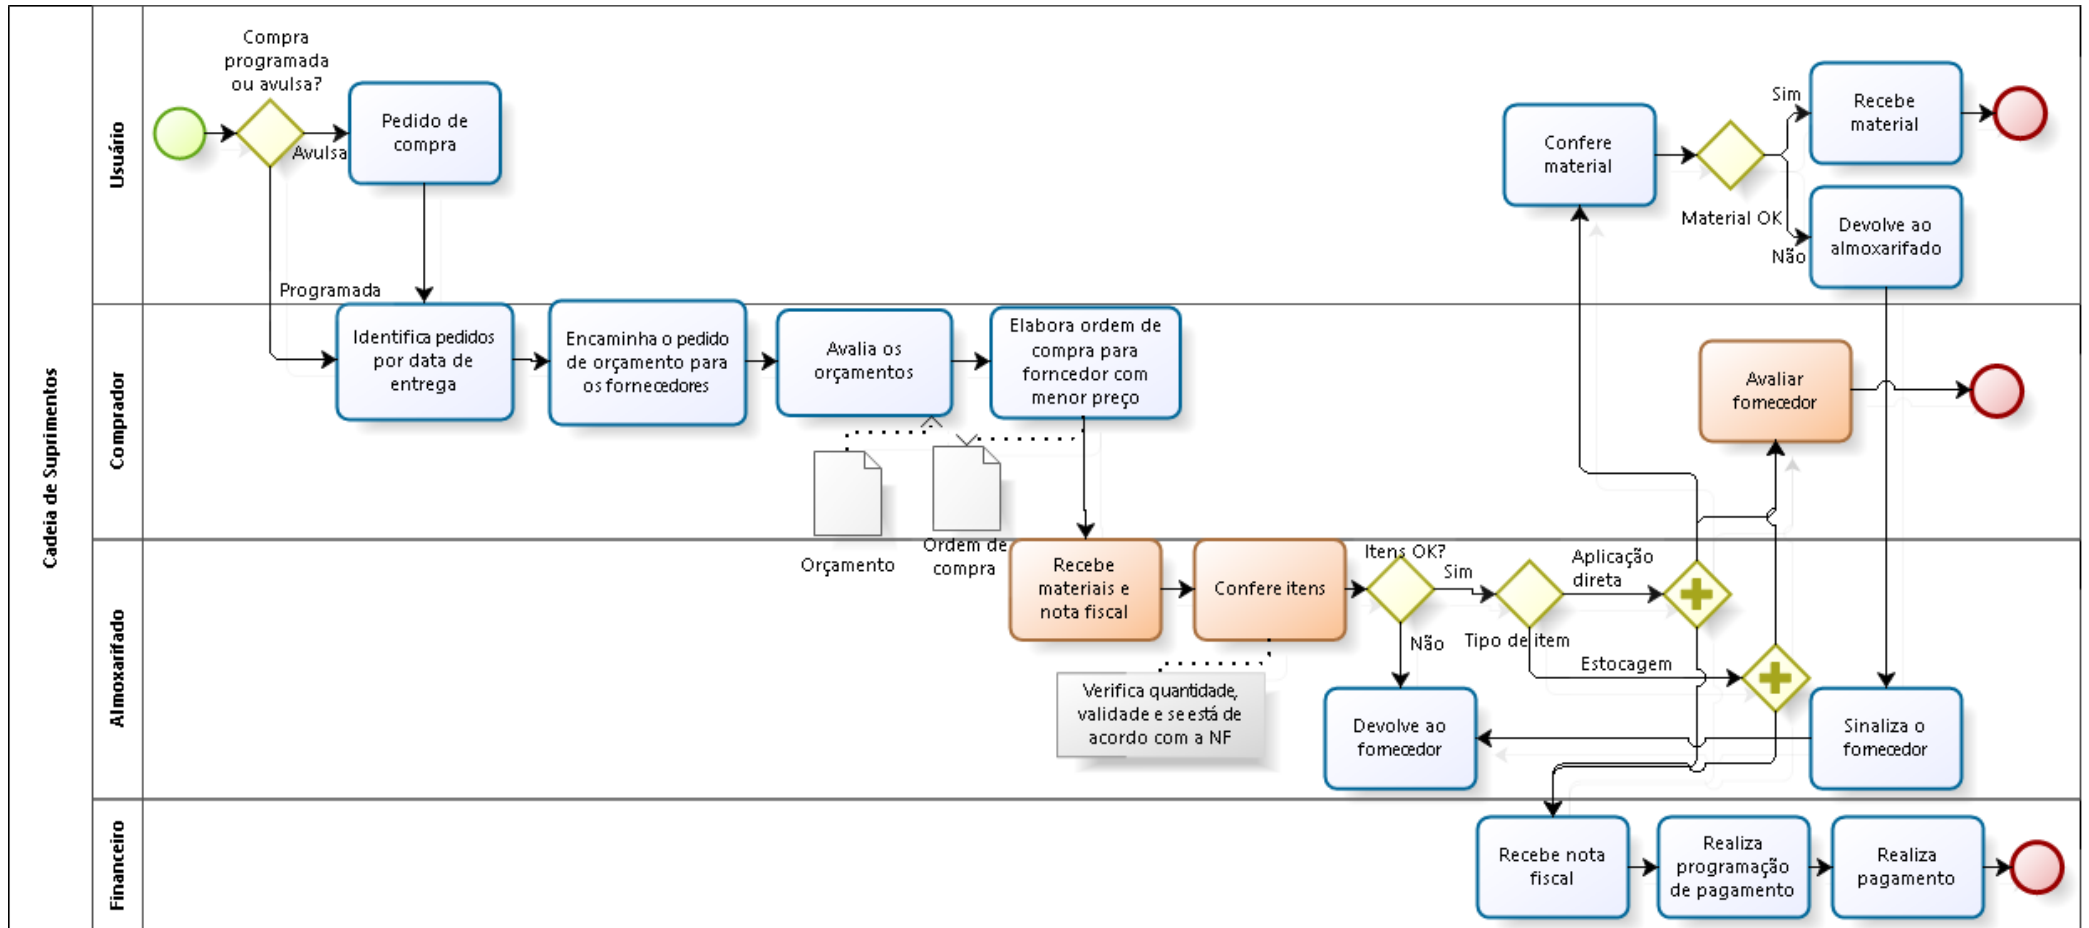 Cadeia de Suprimentos
Usuário
Compra
programada
ou avulsa?
Avulsa
Pedido de
compra
Programada
Confere
material
Material OK
Sim
Não
Recebe
material
Devolve ao
almoxarifado
Comprador
Identifica pedidos
por data de
entrega
Encaminha o pedido
de orçamento para
os fornecedores
Avalia os
orçamentos
Elabora ordem de
compra para
forncedor com
menor preço
Orçamento
Ordem de
compra
Avaliar
fornecedor
Almoxarifado
Recebe
materiais e
nota fiscal
Confere itens
Verifica quantidade,
validade e se está de
acordo com a NF
Itens OK?
Sim
Não
Tipo de item
Aplicação
direta
Estocagem
Devolve ao
fornecedor
Sinaliza o
fornecedor
Financeiro
Recebe nota
fiscal
Realiza
programação
de pagamento
Realiza
pagamento